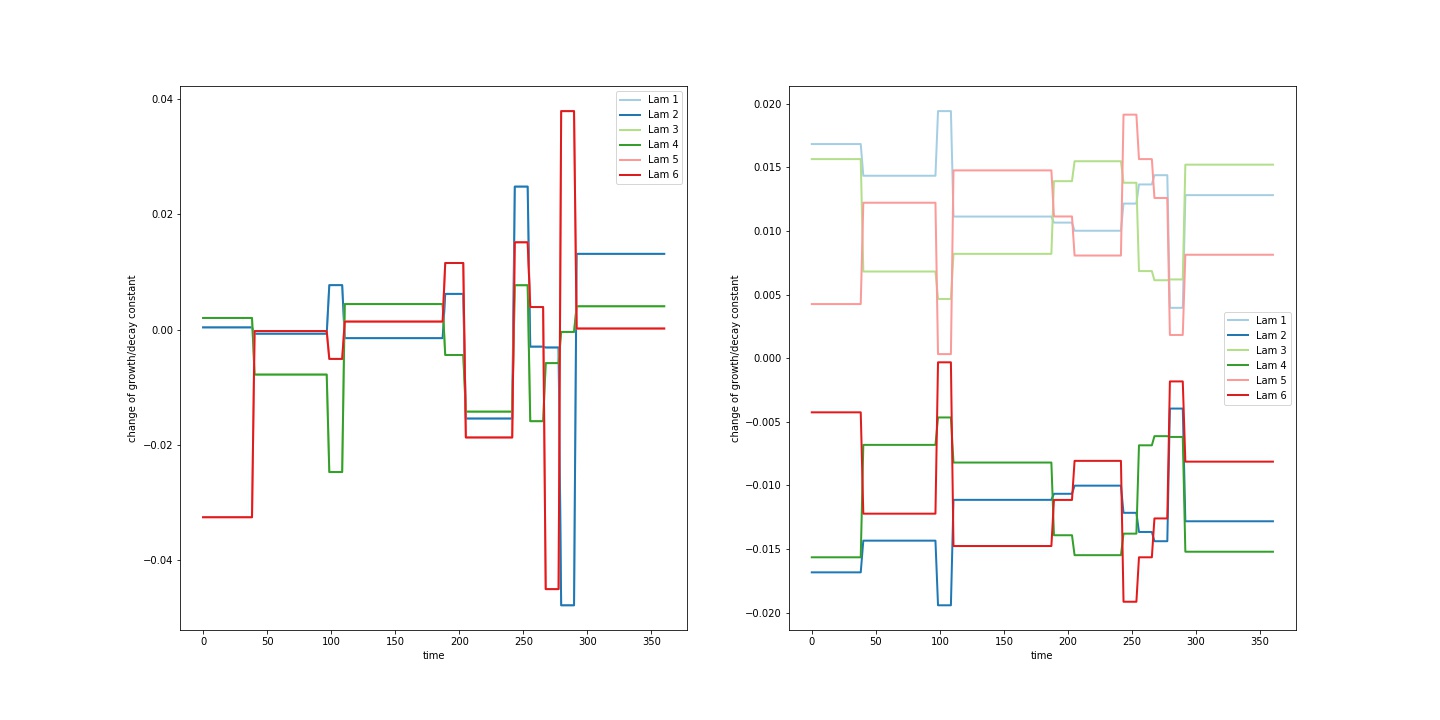 change of growth/decay constant
0.04
0.02
0.00
−0.02
−0.04
Lam 1
Lam 2
Lam 3
Lam 4
Lam 5
Lam 6
0
50
100
150
200
250
300
350
time
change of growth/decay constant
0.020
0.015
0.010
0.005
0.000
−0.005
−0.010
−0.015
−0.020
Lam 1
Lam 2
Lam 3
Lam 4
Lam 5
Lam 6
0
50
100
150
200
250
300
350
time